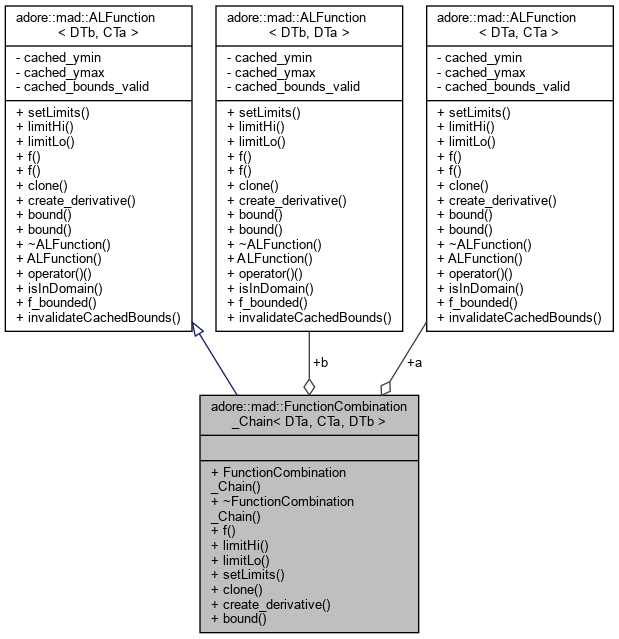 adore::mad::ALFunction
< DTb, CTa >
- cached_ymin
- cached_ymax
- cached_bounds_valid
+ setLimits()
+ limitHi()
+ limitLo()
+ f()
+ f()
+ clone()
+ create_derivative()
+ bound()
+ bound()
+ ~ALFunction()
+ ALFunction()
+ operator()()
+ isInDomain()
+ f_bounded()
+ invalidateCachedBounds()
adore::mad::ALFunction
< DTb, DTa >
- cached_ymin
- cached_ymax
- cached_bounds_valid
+ setLimits()
+ limitHi()
+ limitLo()
+ f()
+ f()
+ clone()
+ create_derivative()
+ bound()
+ bound()
+ ~ALFunction()
+ ALFunction()
+ operator()()
+ isInDomain()
+ f_bounded()
+ invalidateCachedBounds()
adore::mad::ALFunction
< DTa, CTa >
- cached_ymin
- cached_ymax
- cached_bounds_valid
+ setLimits()
+ limitHi()
+ limitLo()
+ f()
+ f()
+ clone()
+ create_derivative()
+ bound()
+ bound()
+ ~ALFunction()
+ ALFunction()
+ operator()()
+ isInDomain()
+ f_bounded()
+ invalidateCachedBounds()
+b
+a
adore::mad::FunctionCombination
_Chain< DTa, CTa, DTb >
+ FunctionCombination
_Chain()
+ ~FunctionCombination
_Chain()
+ f()
+ limitHi()
+ limitLo()
+ setLimits()
+ clone()
+ create_derivative()
+ bound()